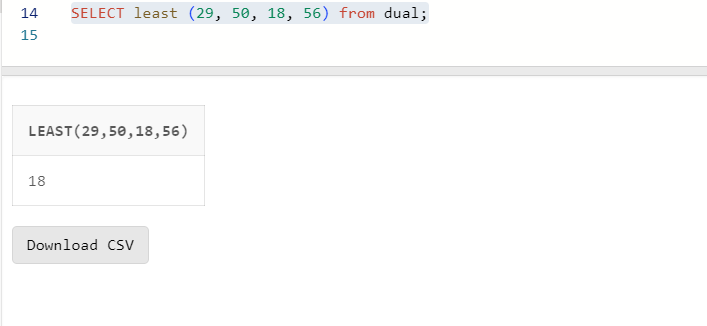 14 SELECT least (29, 50, 18, 56) from dual;
15
LEAST(29,50,18,56)
18
Download CSV